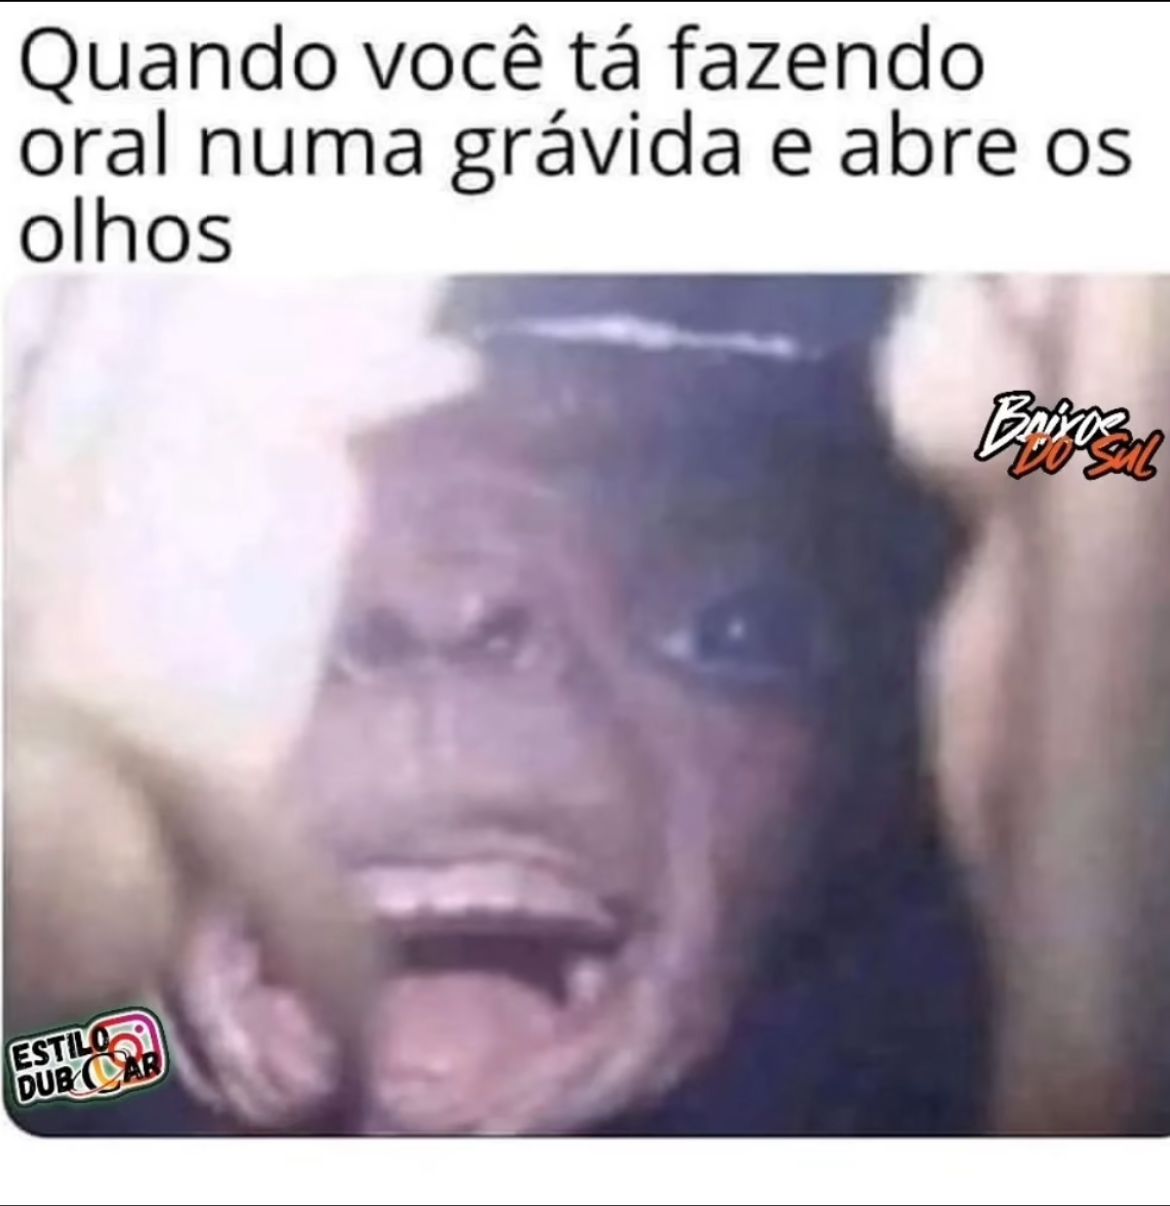 Quando você tá fazendo
oral numa grávida e abre os
olhos
Baixos
DO SUL
ESTILO
DUB CAR